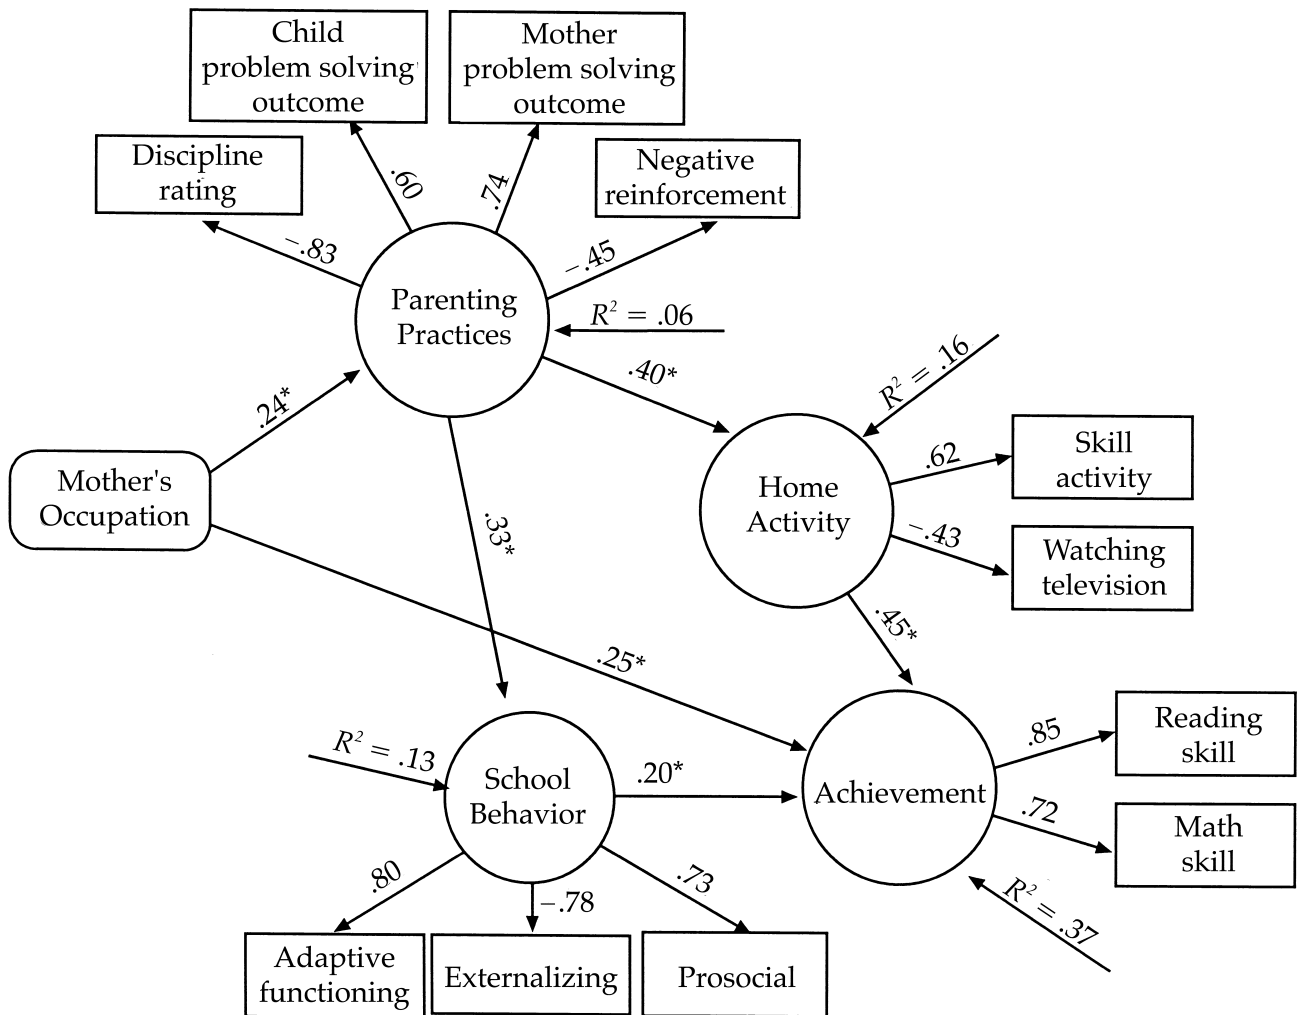 Child
problem solving
outcome
Mother
problem solving
outcome
Discipline
rating
Negative
reinforcement
.60
.74
–.83
–.45
Parenting
Practices
R² = .06
.40*
R² = .16
.24*
Mother's
Occupation
.33*
Home
Activity
.62
Skill
activity
–.43
Watching
television
.45*
.25*
R² = .13
School
Behavior
.20*
Achievement
.85
Reading
skill
.72
Math
skill
R² = .37
.80
–.78
.73
Adaptive
functioning
Externalizing
Prosocial